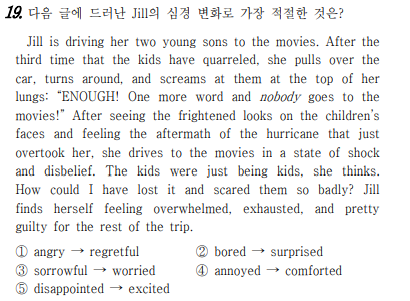 19. 다음 글에 드러난 Jill의 심경 변화로 가장 적절한 것은?
Jill is driving her two young sons to the movies. After the
third time that the kids have quarreled, she pulls over the
car, turns around, and screams at them at the top of her
lungs: “ENOUGH! One more word and nobody goes to the
movies!” After seeing the frightened looks on the children’s
faces and feeling the aftermath of the hurricane that just
overtook her, she drives to the movies in a state of shock
and disbelief. The kids were just being kids, she thinks.
How could I have lost it and scared them so badly? Jill
finds herself feeling overwhelmed, exhausted, and pretty
guilty for the rest of the trip.
① angry → regretful ② bored → surprised
③ sorrowful → worried ④ annoyed → comforted
⑤ disappointed → excited